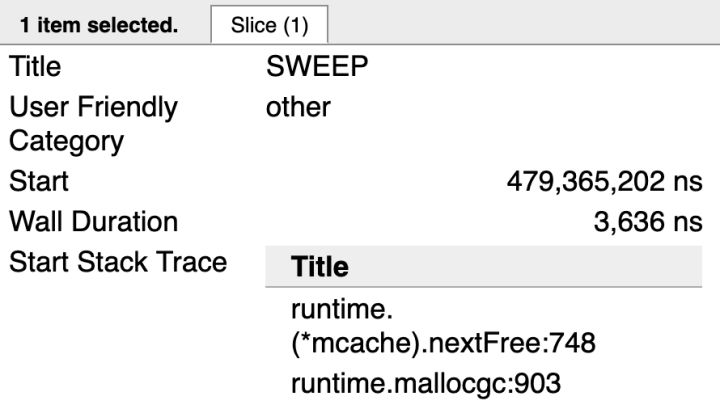 1 item selected. Slice (1)
Title SWEEP
User Friendly other
Category
Start 479,365,202 ns
Wall Duration 3,636 ns
Start Stack Trace Title
runtime.
(*mcache).nextFree:748
runtime.mallocgc:903